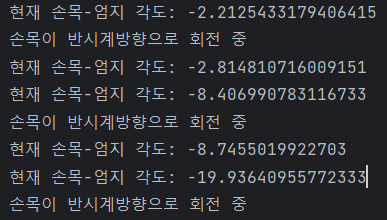 현재 손목-엄지 각도: -2.2125433179406415
손목이 반시계방향으로 회전 중
현재 손목-엄지 각도: -2.814810716009151
현재 손목-엄지 각도: -8.406990783116733
손목이 반시계방향으로 회전 중
현재 손목-엄지 각도: -8.7455019922703
현재 손목-엄지 각도: -19.93640955772333
손목이 반시계방향으로 회전 중